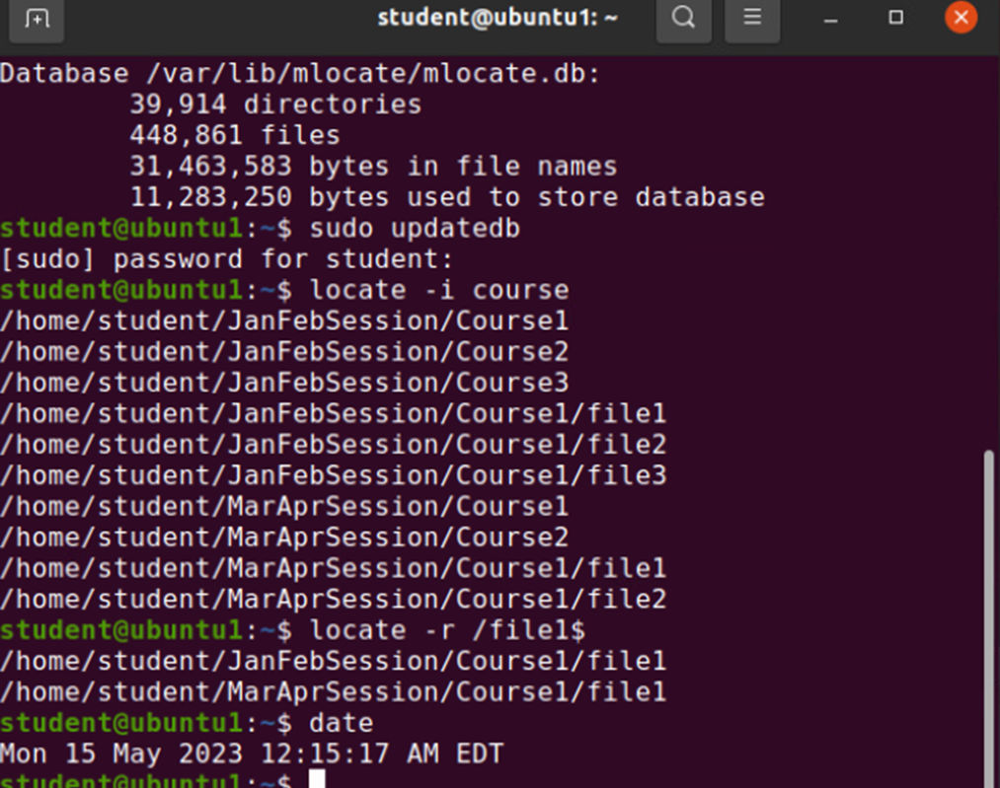 student@ubuntu1: ~
Database /var/lib/mlocate/mlocate.db:
        39,914 directories
        448,861 files
        31,463,583 bytes in file names
        11,283,250 bytes used to store database
student@ubuntu1:~$ sudo updatedb
[sudo] password for student:
student@ubuntu1:~$ locate -i course
/home/student/JanFebSession/Course1
/home/student/JanFebSession/Course2
/home/student/JanFebSession/Course3
/home/student/JanFebSession/Course1/file1
/home/student/JanFebSession/Course1/file2
/home/student/JanFebSession/Course1/file3
/home/student/MarAprSession/Course1
/home/student/MarAprSession/Course2
/home/student/MarAprSession/Course1/file1
/home/student/MarAprSession/Course1/file2
student@ubuntu1:~$ locate -r /file1$
/home/student/JanFebSession/Course1/file1
/home/student/MarAprSession/Course1/file1
student@ubuntu1:~$ date
Mon 15 May 2023 12:15:17 AM EDT
student@ubuntu1:~$